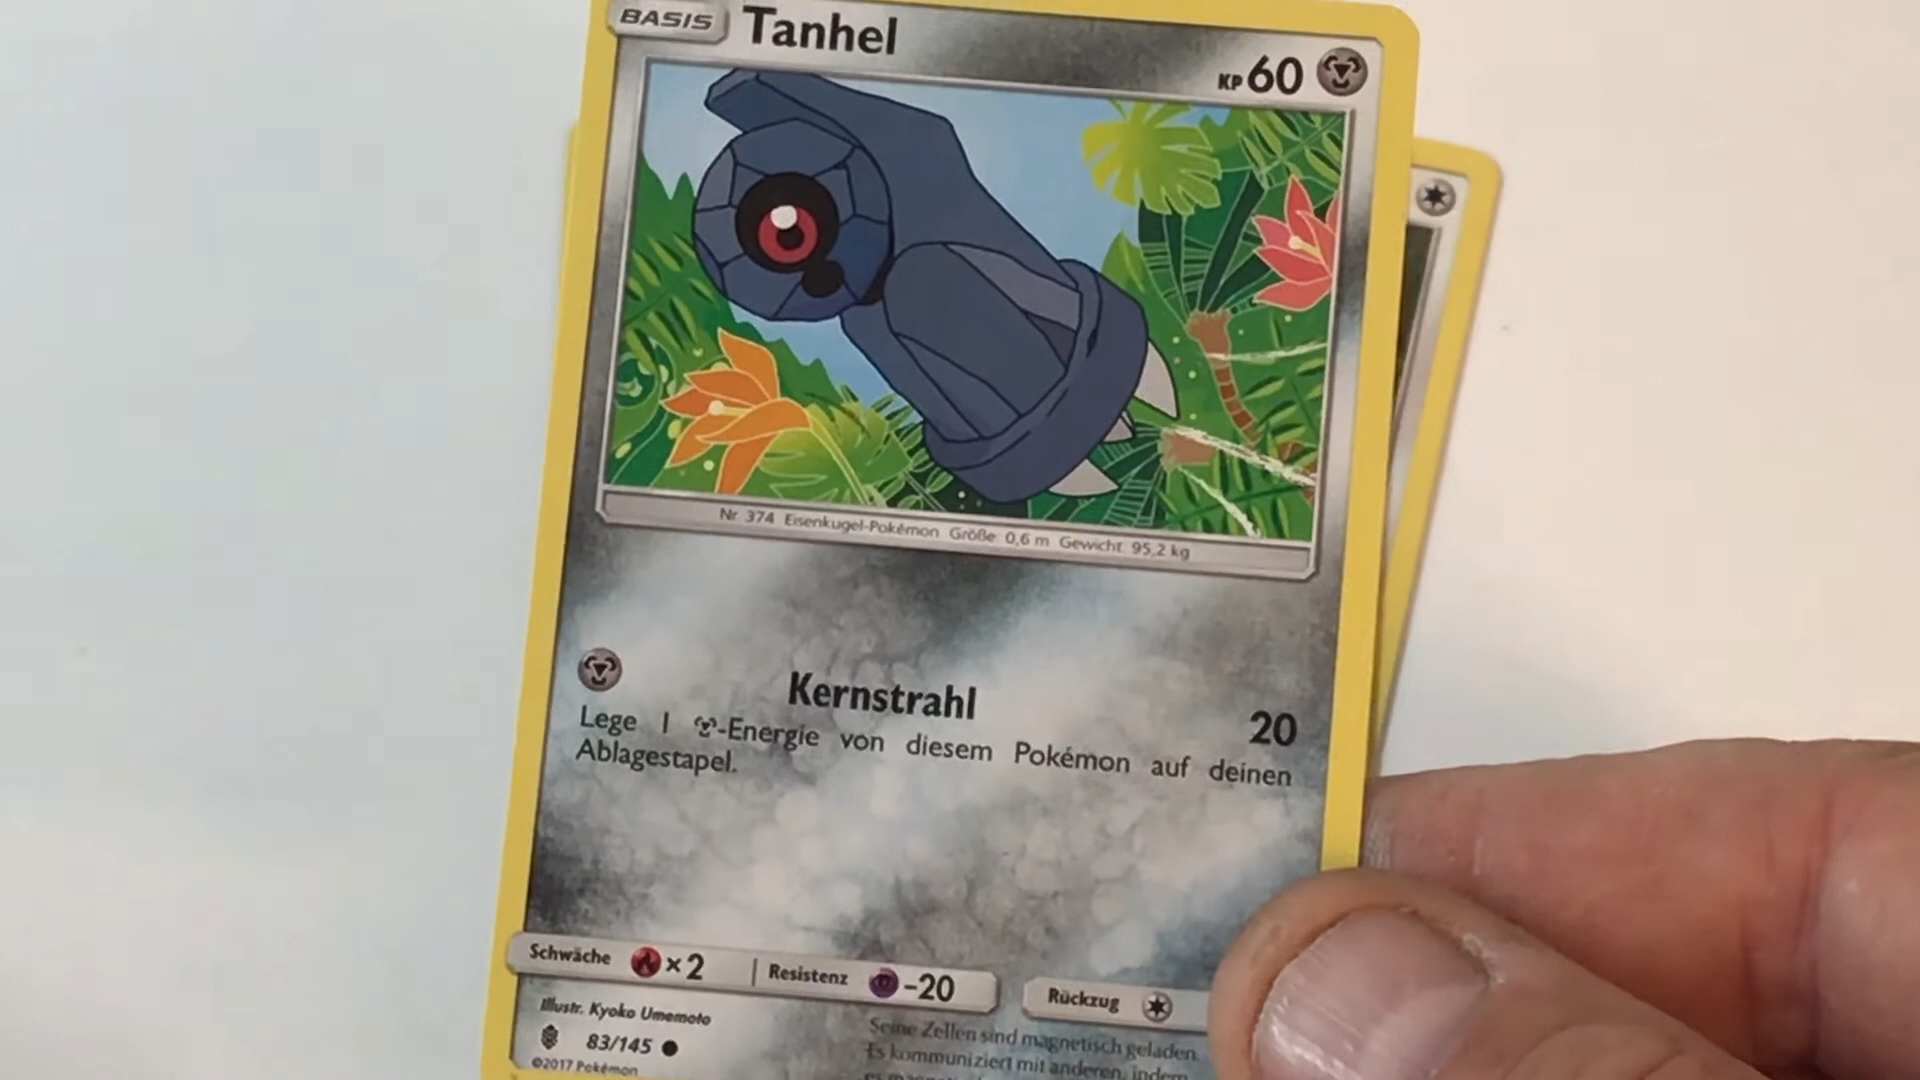 BASIS Tanhel KP 60
Nr. 374 Eisenkugel-Pokémon Größe: 0,6 m Gewicht: 95,2 kg
Kernstrahl 20
Lege 1 -Energie von diesem Pokémon auf deinen
Ablagestapel.
Schwäche ×2 Resistenz -20 Rückzug
Illustr. Kyoko Umemoto
83/145
©2017 Pokémon
Seine Zellen sind magnetisch geladen.
Es kommuniziert mit anderen, indem